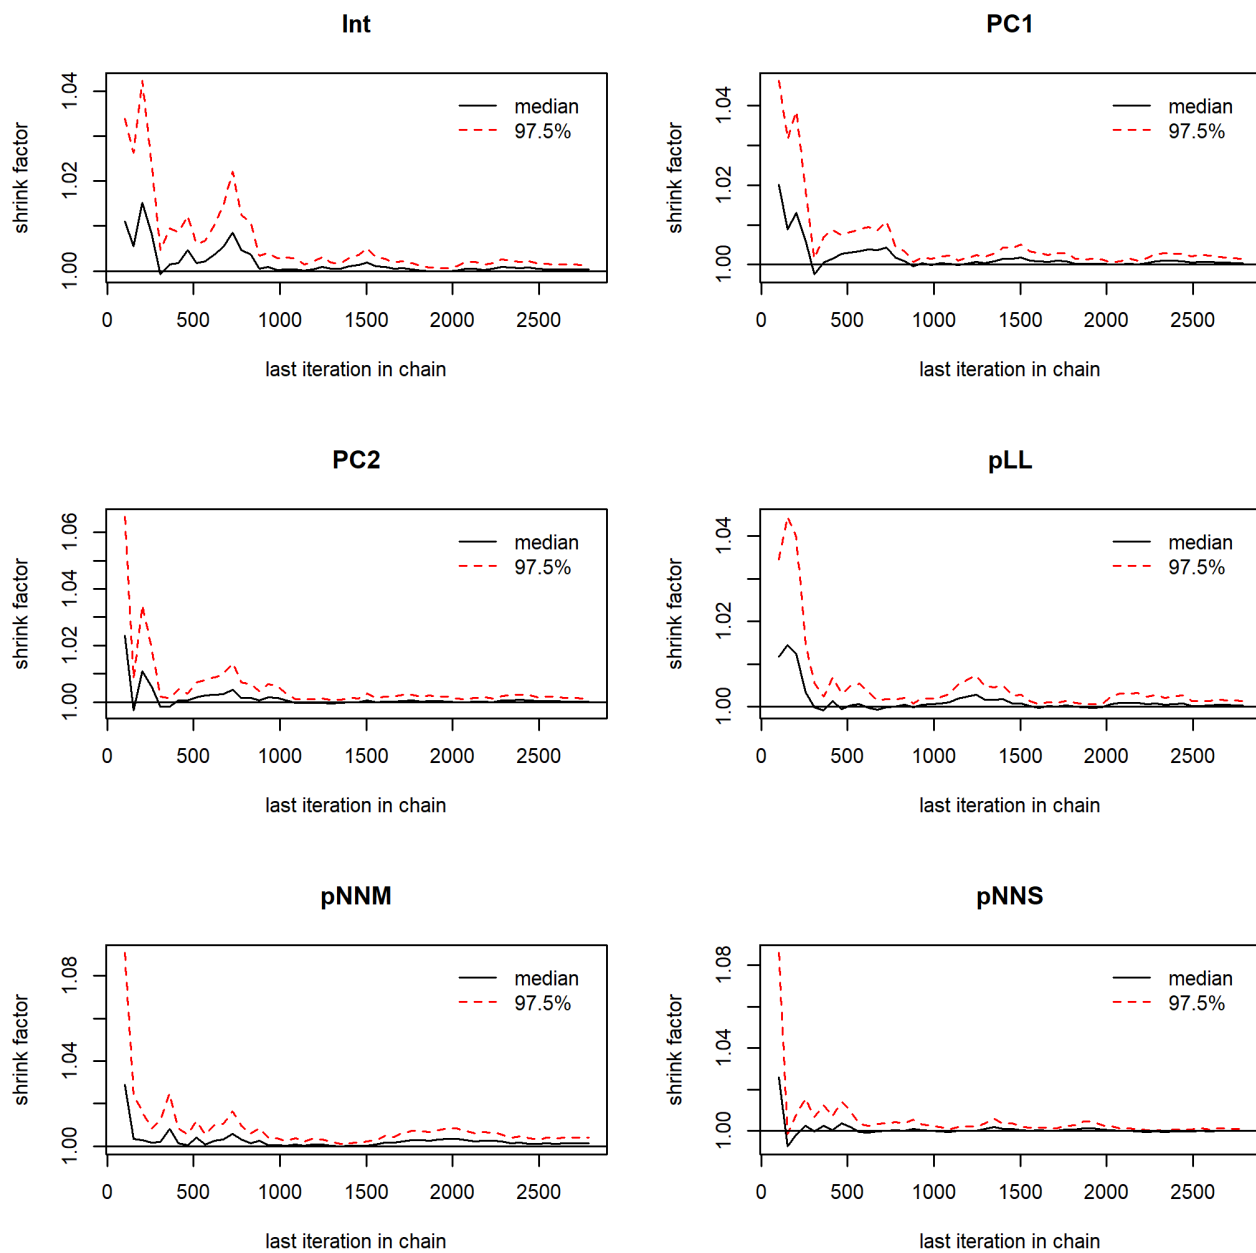 Int
shrink factor
1.00 1.02 1.04
median
97.5%
0 500 1000 1500 2000 2500
last iteration in chain
PC1
shrink factor
1.00 1.02 1.04
median
97.5%
0 500 1000 1500 2000 2500
last iteration in chain
PC2
shrink factor
1.00 1.02 1.04 1.06
median
97.5%
0 500 1000 1500 2000 2500
last iteration in chain
pLL
shrink factor
1.00 1.02 1.04
median
97.5%
0 500 1000 1500 2000 2500
last iteration in chain
pNNM
shrink factor
1.00 1.04 1.08
median
97.5%
0 500 1000 1500 2000 2500
last iteration in chain
pNNS
shrink factor
1.00 1.04 1.08
median
97.5%
0 500 1000 1500 2000 2500
last iteration in chain